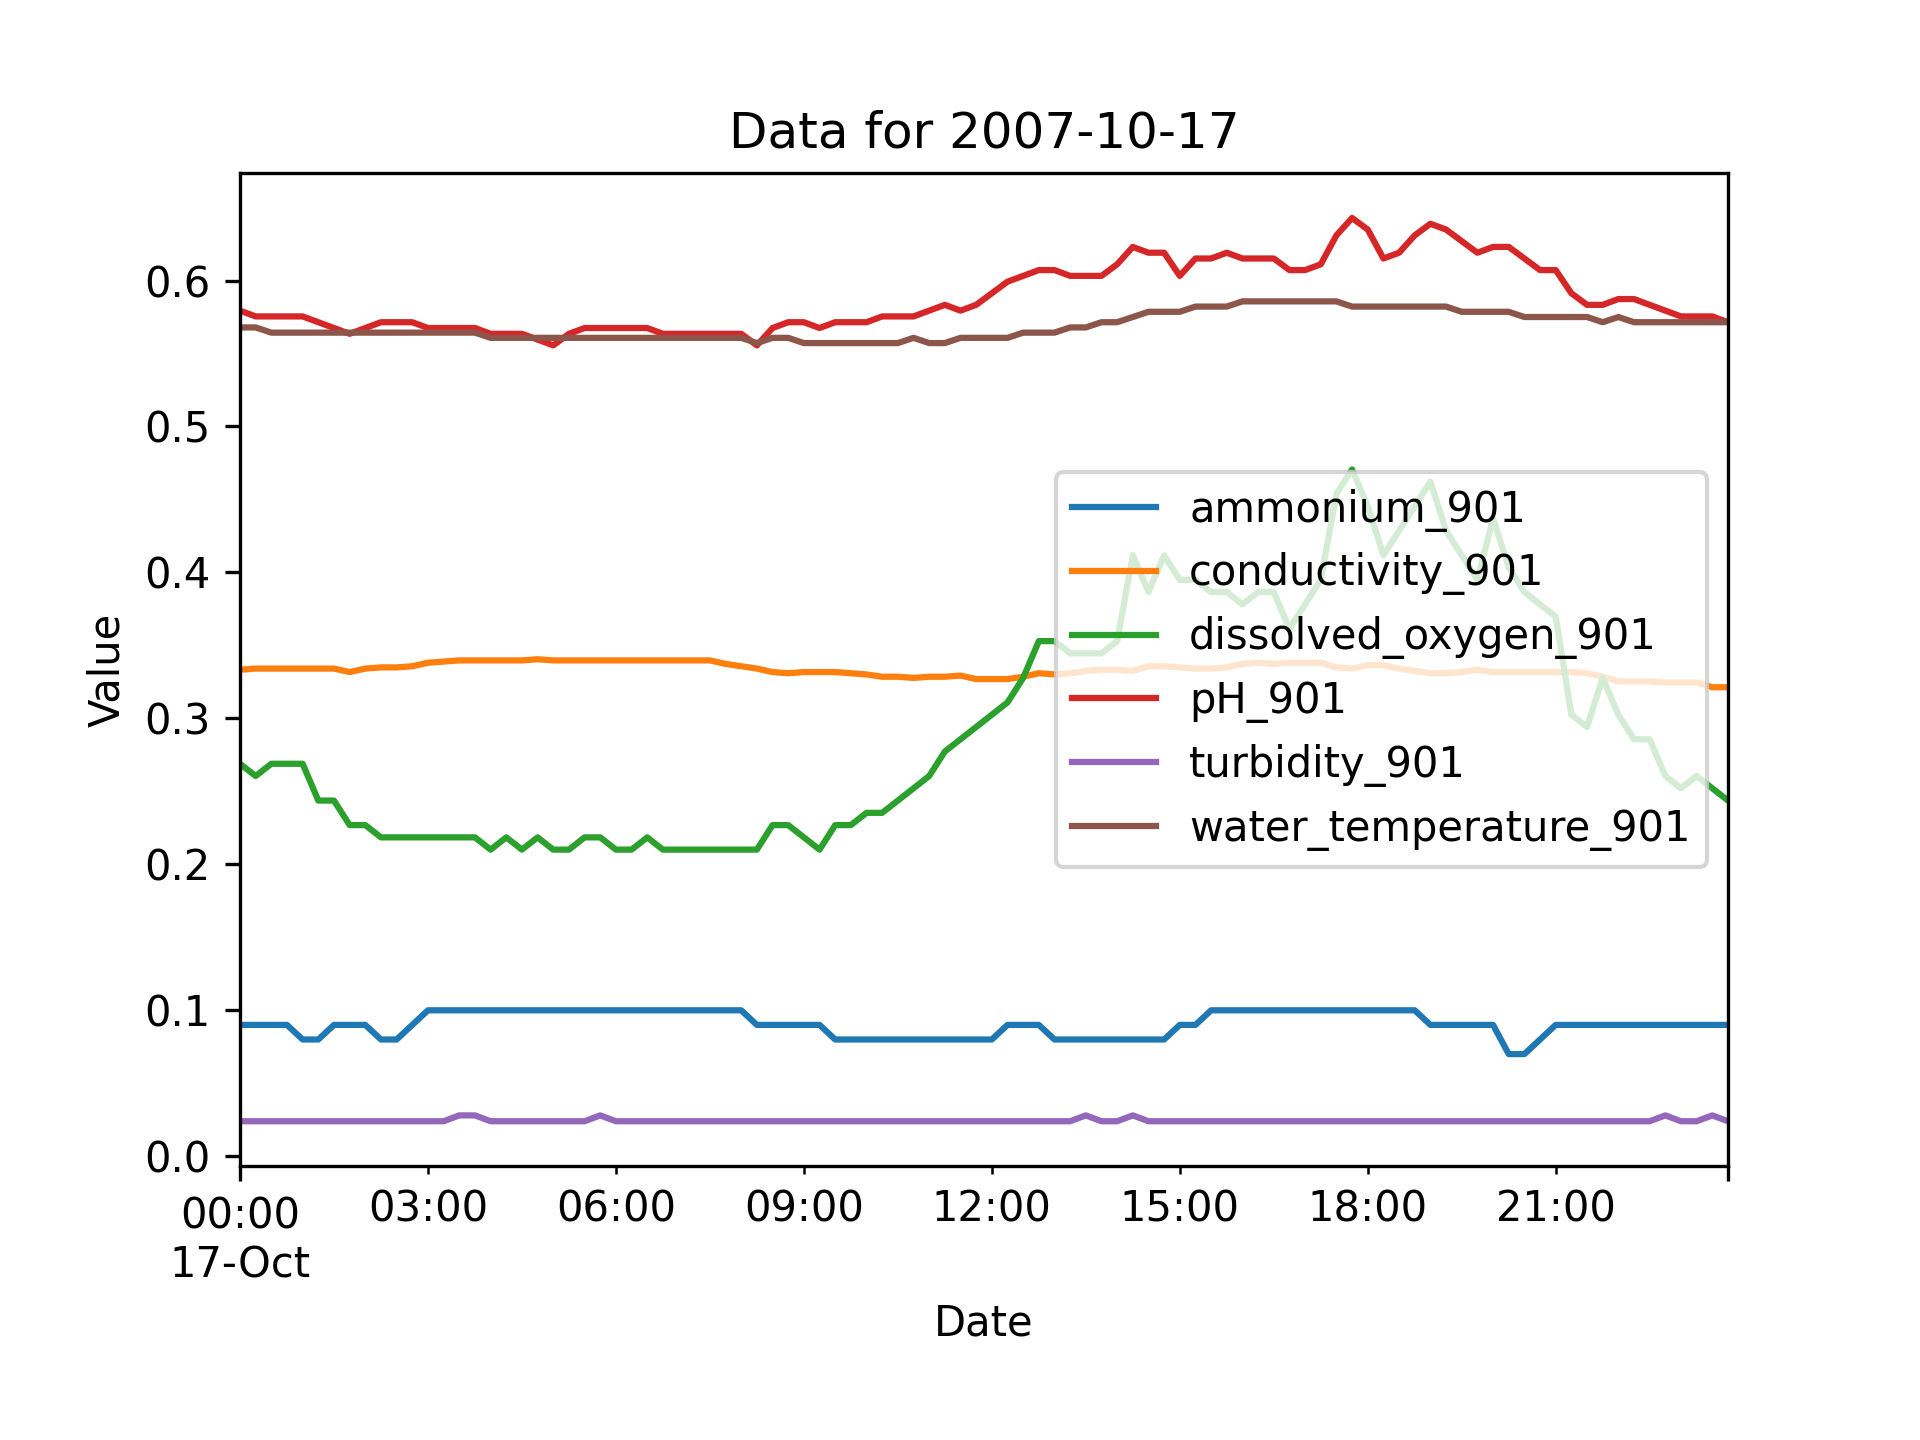 Data for 2007-10-17
Value
0.6
0.5
0.4
0.3
0.2
0.1
0.0
ammonium_901
conductivity_901
dissolved_oxygen_901
pH_901
turbidity_901
water_temperature_901
00:00 03:00 06:00 09:00 12:00 15:00 18:00 21:00
17-Oct
Date